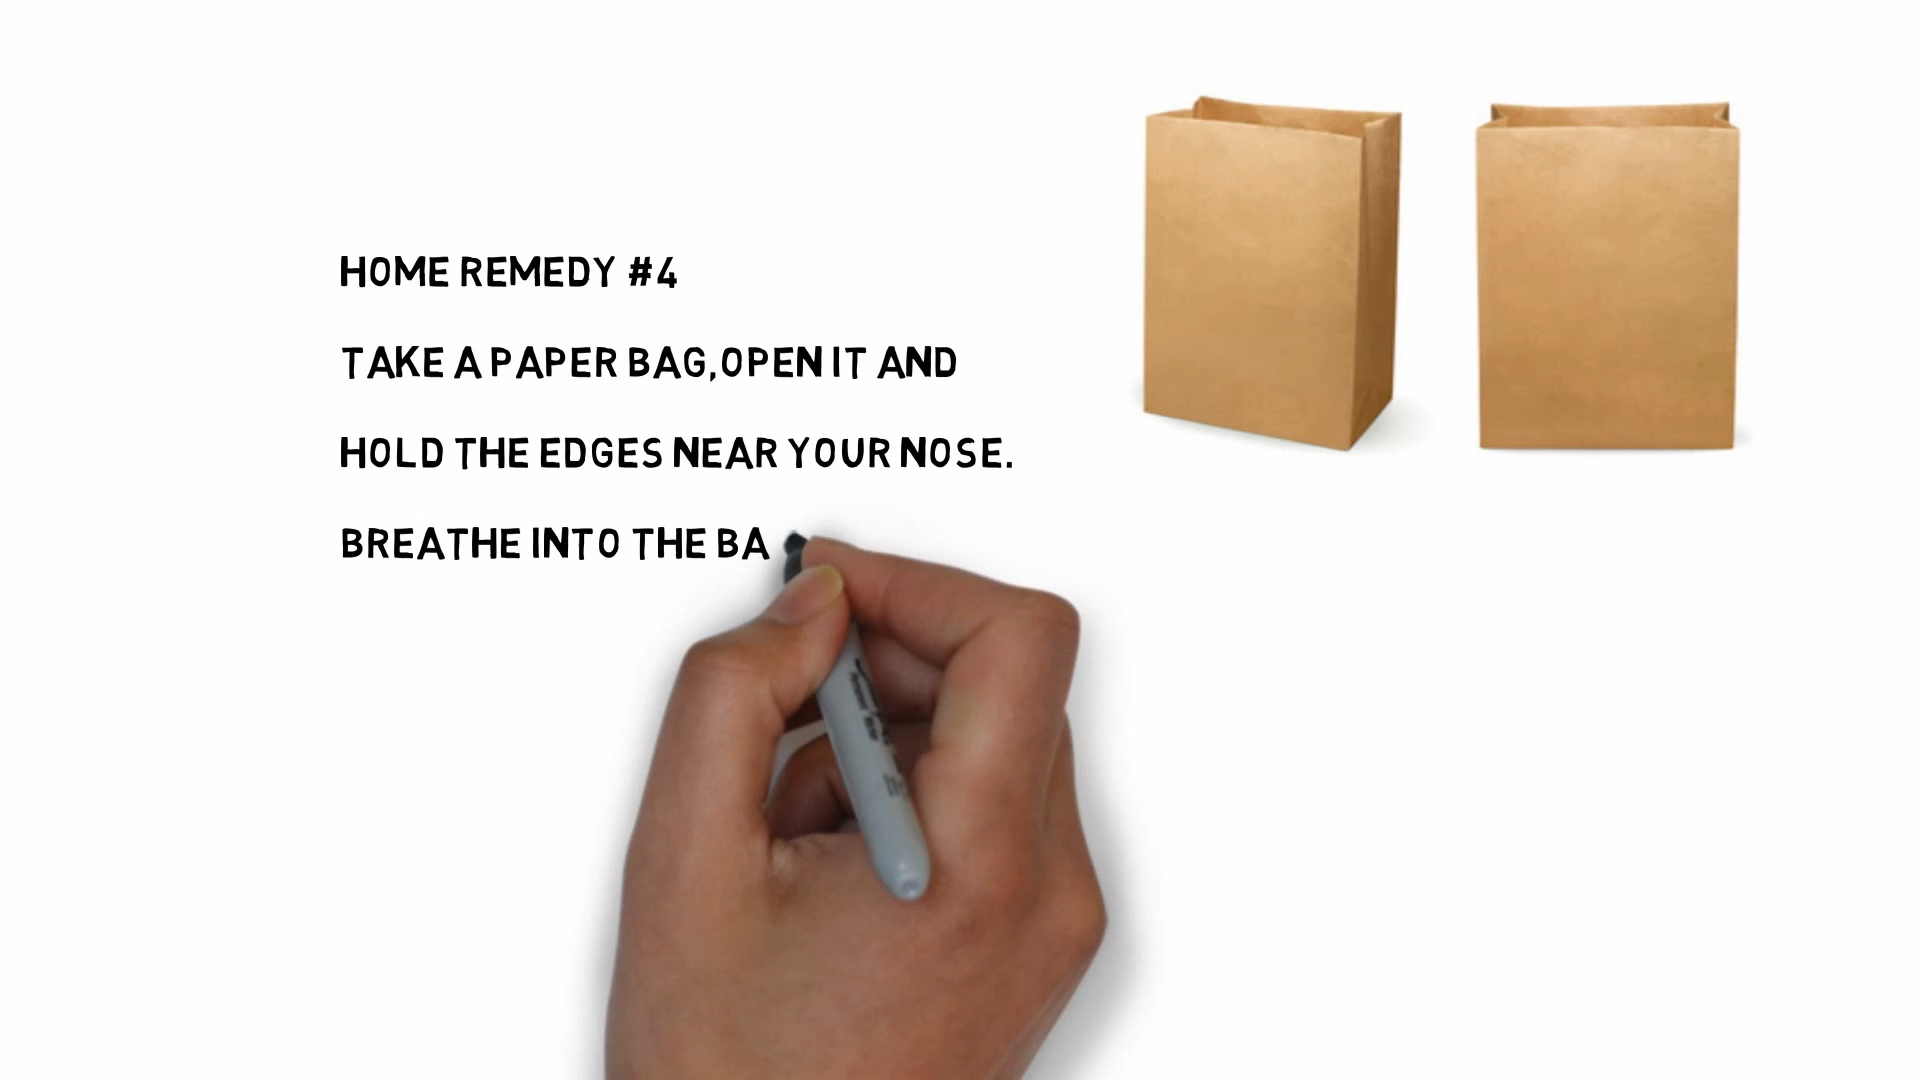 HOME REMEDY #4
TAKE A PAPER BAG,OPEN IT AND
HOLD THE EDGES NEAR YOUR NOSE.
BREATHE INTO THE BA